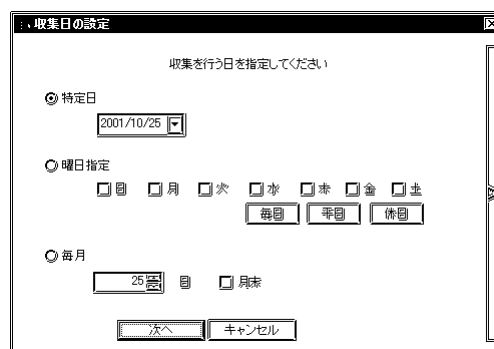 収集日の設定
収集を行う日を指定してください
特定日
2001/10/25
曜日指定
日 月 火 水 木 金 土
毎日 平日 休日
毎月
25 日 月末
次へ キャンセル